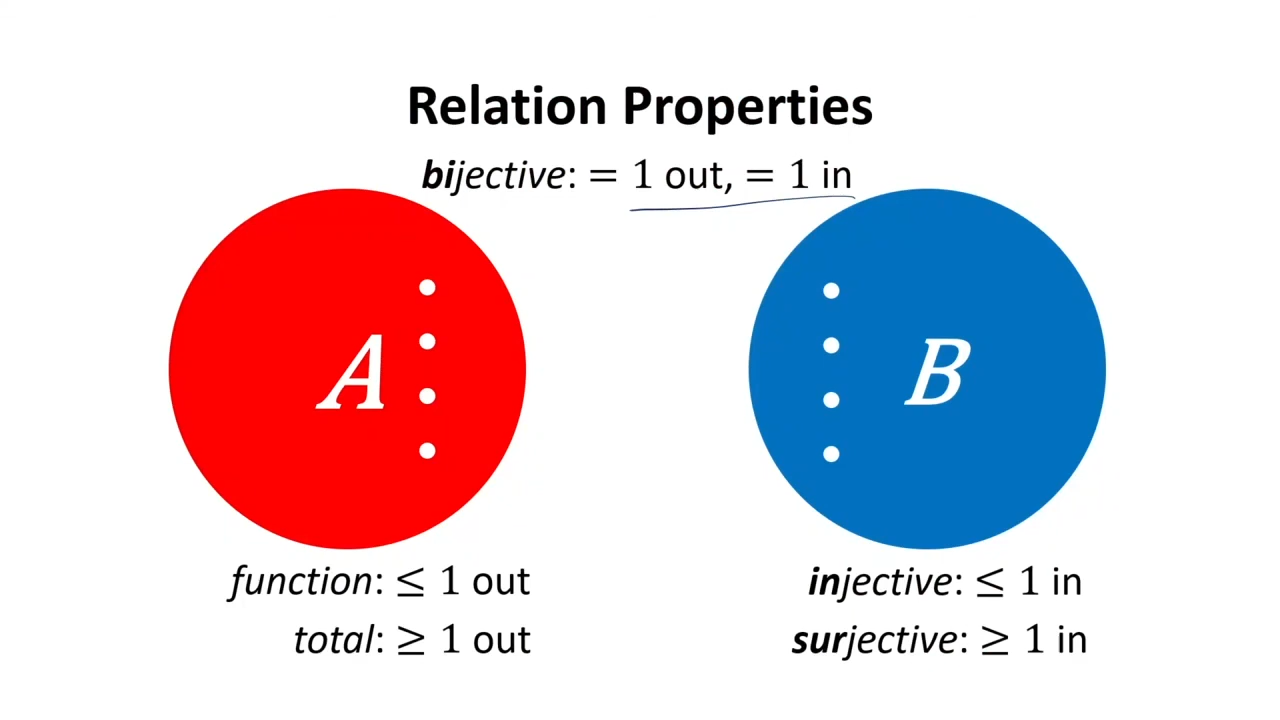 Relation Properties
bijective: = 1 out, = 1 in
A
B
function: ≤ 1 out
total: ≥ 1 out
injective: ≤ 1 in
surjective: ≥ 1 in